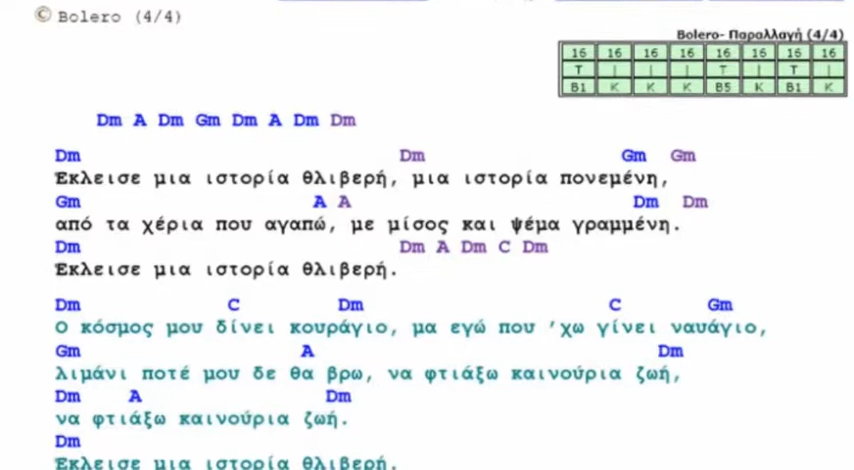 © Bolero (4/4)
Bolero- Παραλλαγή (4/4)
16 16 16 16 16 16 16 16
T | | | T | T |
B1 K K K B5 K B1 K
Dm A Dm Gm Dm A Dm Dm
Dm Dm Gm Gm
Έκλεισε μια ιστορία θλιβερή, μια ιστορία πονεμένη,
Gm A A Dm Dm
από τα χέρια που αγαπώ, με μίσος και ψέμα γραμμένη.
Dm Dm A Dm C Dm
Έκλεισε μια ιστορία θλιβερή.
Dm C Dm C Gm
Ο κόσμος μου δίνει κουράγιο, μα εγώ που 'χω γίνει ναυάγιο,
Gm A Dm
λιμάνι ποτέ μου δε θα βρω, να φτιάξω καινούρια ζωή,
Dm A Dm
να φτιάξω καινούρια ζωή.
Dm
Έκλεισε μια ιστορία θλιβερή.